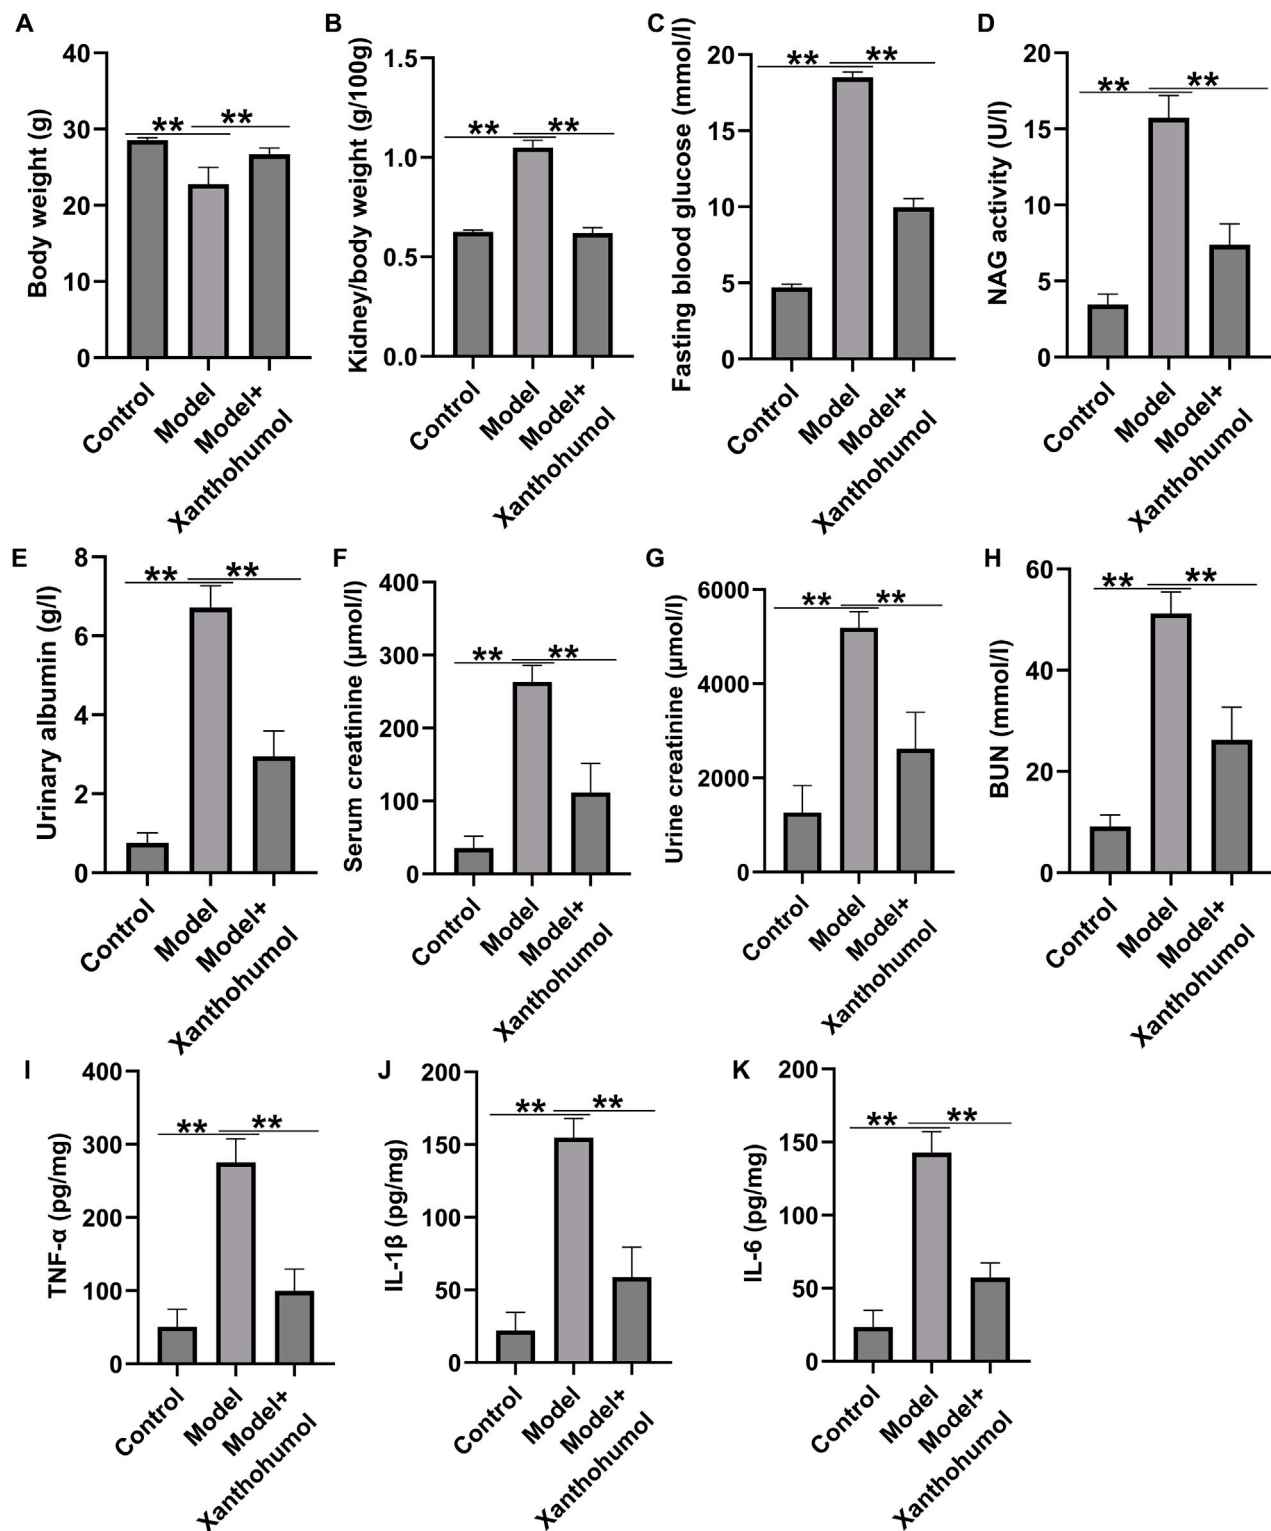 A
Body weight (g)
40
30
20
10
0
** **
Control
Model
Model+
Xanthohumol
B
Kidney/body weight (g/100g)
1.5
1.0
0.5
0.0
** **
Control
Model
Model+
Xanthohumol
C
Fasting blood glucose (mmol/l)
20
15
10
5
0
** **
Control
Model
Model+
Xanthohumol
D
NAG activity (U/l)
20
15
10
5
0
** **
Control
Model
Model+
Xanthohumol
E
Urinary albumin (g/l)
8
6
4
2
0
** **
Control
Model
Model+
Xanthohumol
F
Serum creatinine (μmol/l)
400
300
200
100
0
** **
Control
Model
Model+
Xanthohumol
G
Urine creatinine (μmol/l)
6000
4000
2000
0
** **
Control
Model
Model+
Xanthohumol
H
BUN (mmol/l)
60
40
20
0
** **
Control
Model
Model+
Xanthohumol
I
TNF-α (pg/mg)
400
300
200
100
0
** **
Control
Model
Model+
Xanthohumol
J
IL-1β (pg/mg)
200
150
100
50
0
** **
Control
Model
Model+
Xanthohumol
K
IL-6 (pg/mg)
200
150
100
50
0
** **
Control
Model
Model+
Xanthohumol